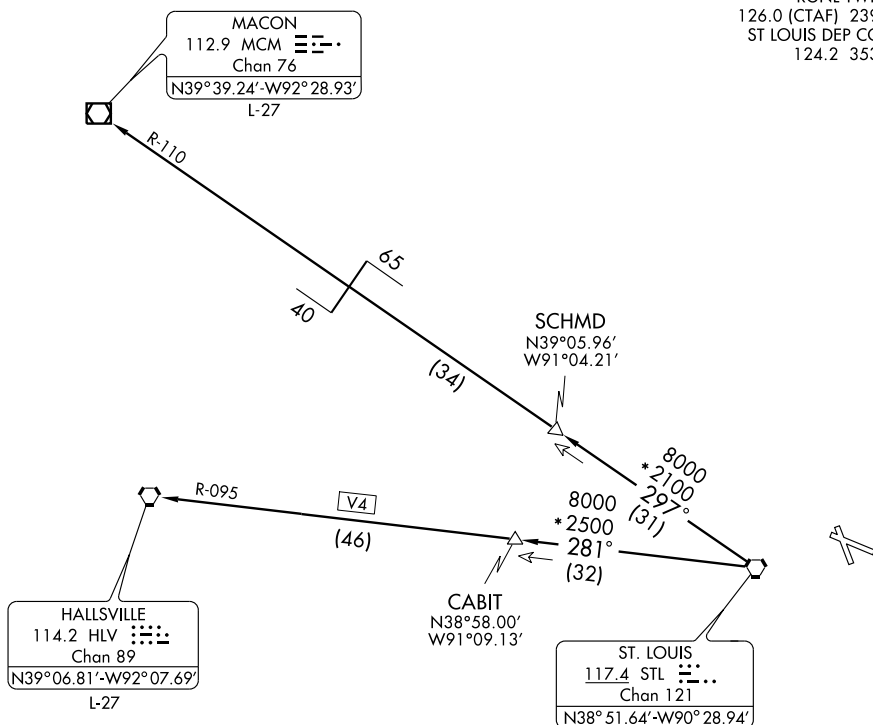 MACON
112.9 MCM
Chan 76
N39°39.24′-W92°28.93′
L-27
126.0 (CTAF)
ST LOUIS DEP
124.2
R-110
65
40
SCHMD
N39°05.96′
W91°04.21′
(34)
8000
*2100
297°
(31)
R-095
V4
(46)
8000
*2500
281°
(32)
CABIT
N38°58.00′
W91°09.13′
HALLSVILLE
114.2 HLV
Chan 89
N39°06.81′-W92°07.69′
L-27
ST. LOUIS
117.4 STL
Chan 121
N38°51.64′-W90°28.94′